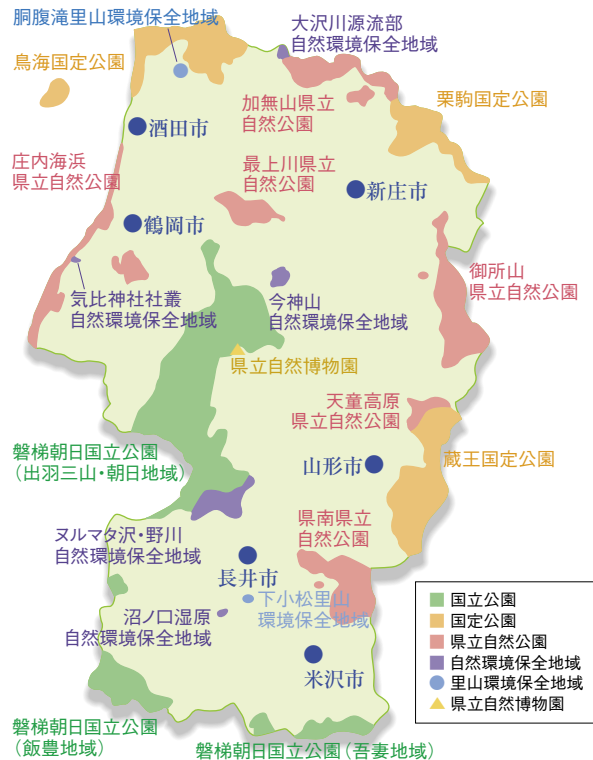 胴腹滝里山環境保全地域
大沢川源流部
自然環境保全地域
鳥海国定公園
加無山県立
自然公園
栗駒国定公園
酒田市
庄内海浜
県立自然公園
最上川県立
自然公園
新庄市
鶴岡市
御所山
県立自然公園
気比神社社叢
自然環境保全地域
今神山
自然環境保全地域
県立自然博物園
天童高原
県立自然公園
磐梯朝日国立公園
（出羽三山・朝日地域）
山形市
蔵王国定公園
県南県立
自然公園
ヌルマタ沢・野川
自然環境保全地域
長井市
下小松里山
環境保全地域
沼ノ口湿原
自然環境保全地域
米沢市
磐梯朝日国立公園
（飯豊地域）
磐梯朝日国立公園（吾妻地域）
国立公園
国定公園
県立自然公園
自然環境保全地域
里山環境保全地域
県立自然博物園